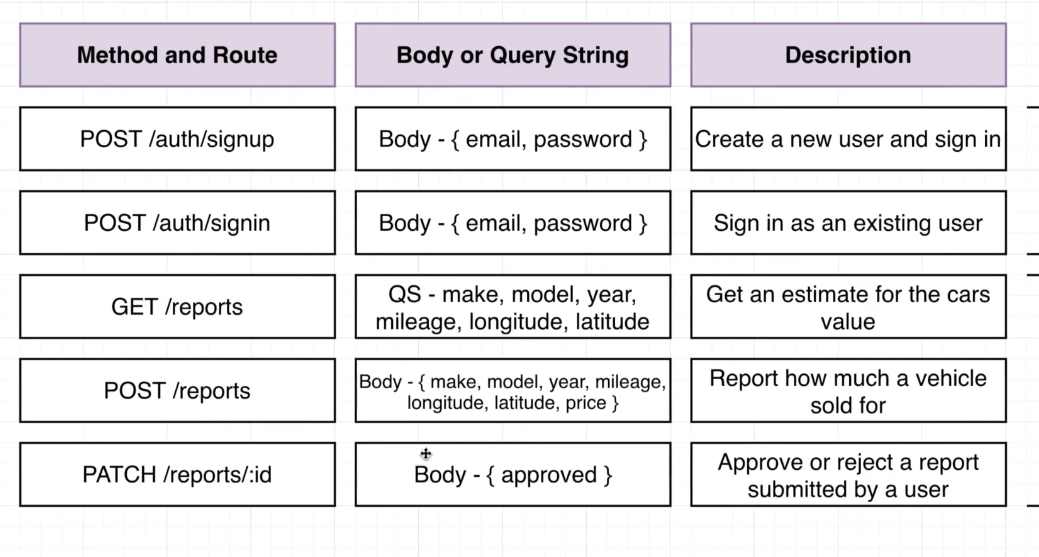 Method and Route
Body or Query String
Description
POST /auth/signup
Body - { email, password }
Create a new user and sign in
POST /auth/signin
Body - { email, password }
Sign in as an existing user
GET /reports
QS - make, model, year,
mileage, longitude, latitude
Get an estimate for the cars
value
POST /reports
Body - { make, model, year, mileage,
longitude, latitude, price }
Report how much a vehicle
sold for
PATCH /reports/:id
Body - { approved }
Approve or reject a report
submitted by a user